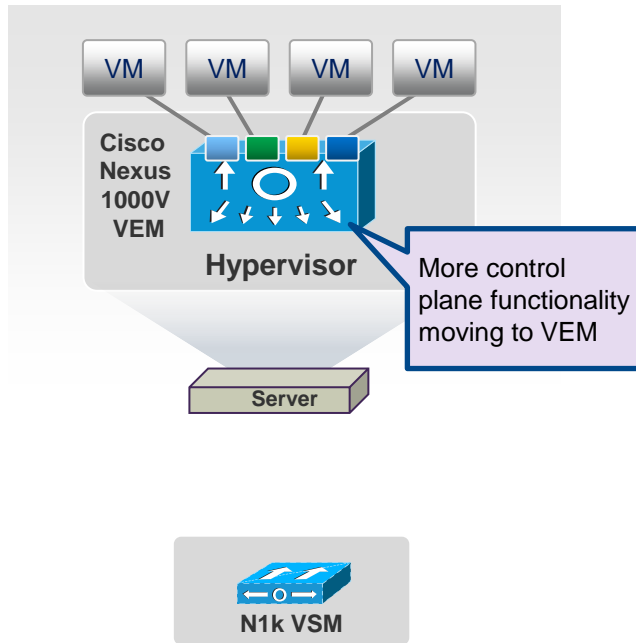 VM VM VM VM
Cisco
Nexus
1000V
VEM
Hypervisor
More control
plane functionality
moving to VEM
Server
N1k VSM